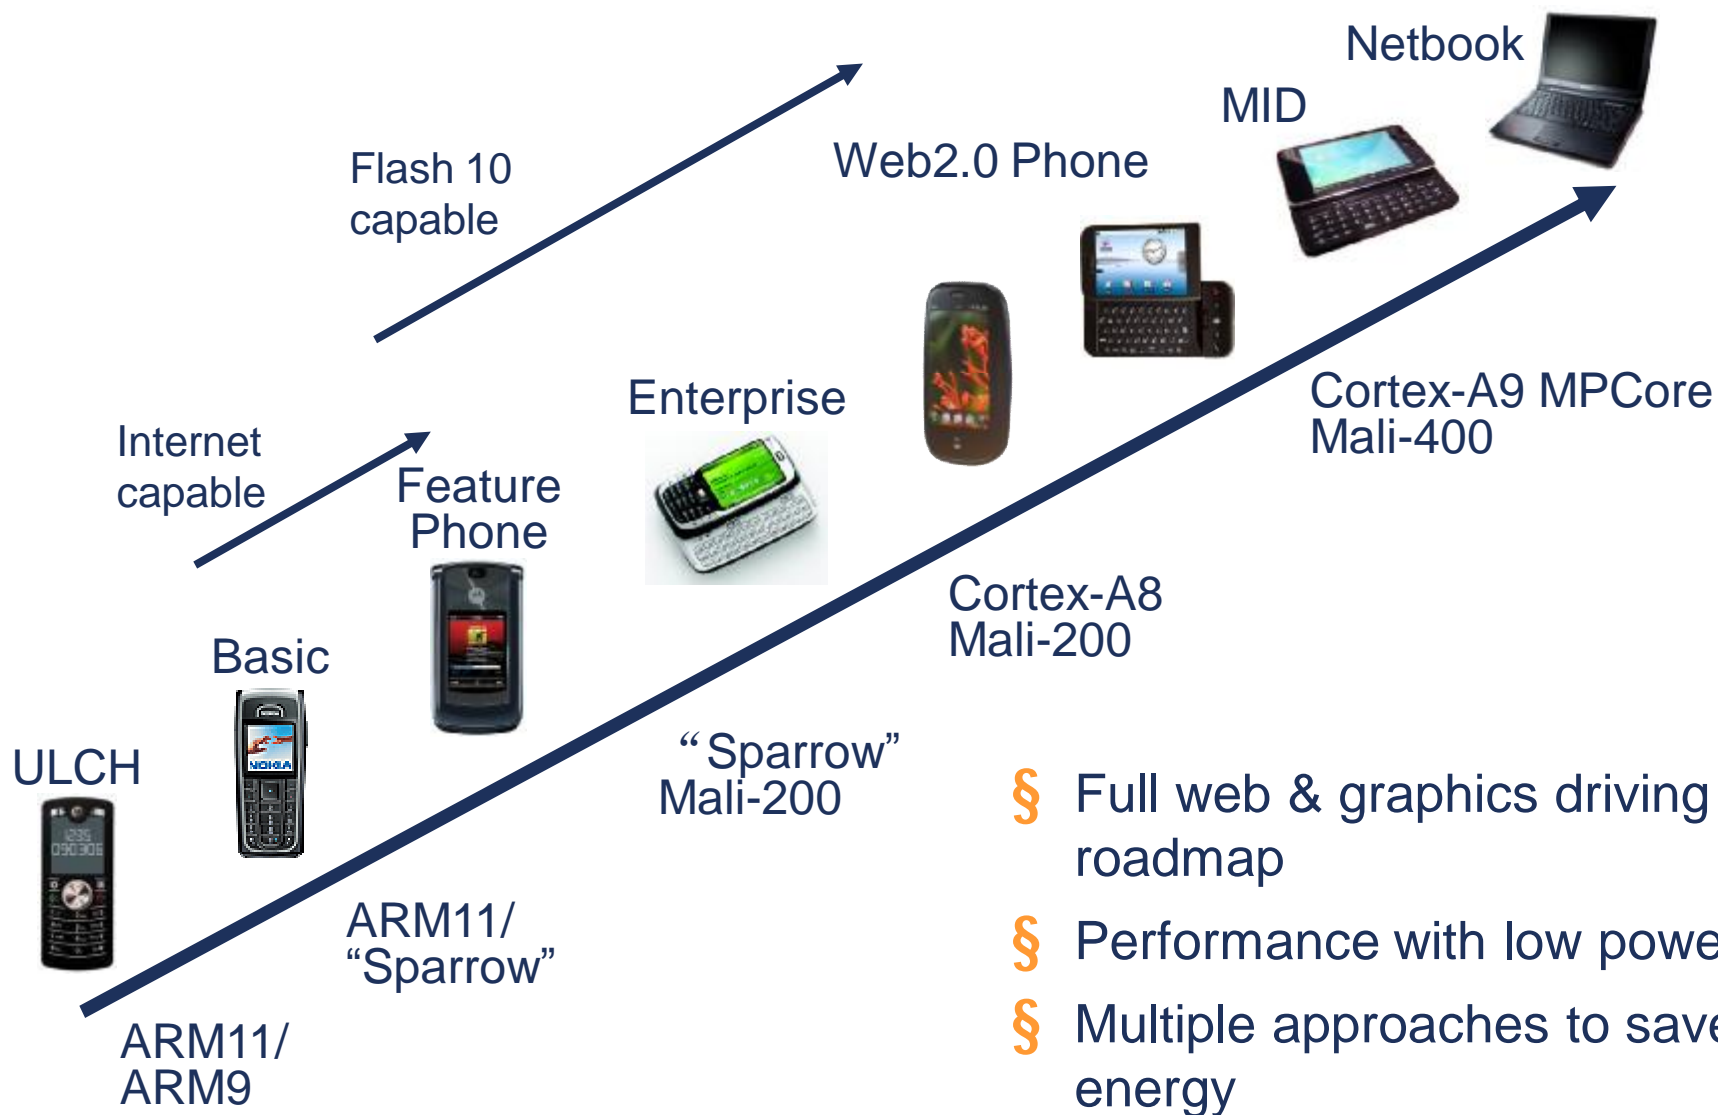 Netbook
MID
Web2.0 Phone
Flash 10
capable
Enterprise
Internet
capable
Feature
Phone
Basic
ULCH
NOKIA
Cortex-A9 MPCore
Mali-400
Cortex-A8
Mali-200
“Sparrow”
Mali-200
ARM11/
“Sparrow”
ARM11/
ARM9
§ Full web & graphics driving
roadmap
§ Performance with low powe
§ Multiple approaches to save
energy